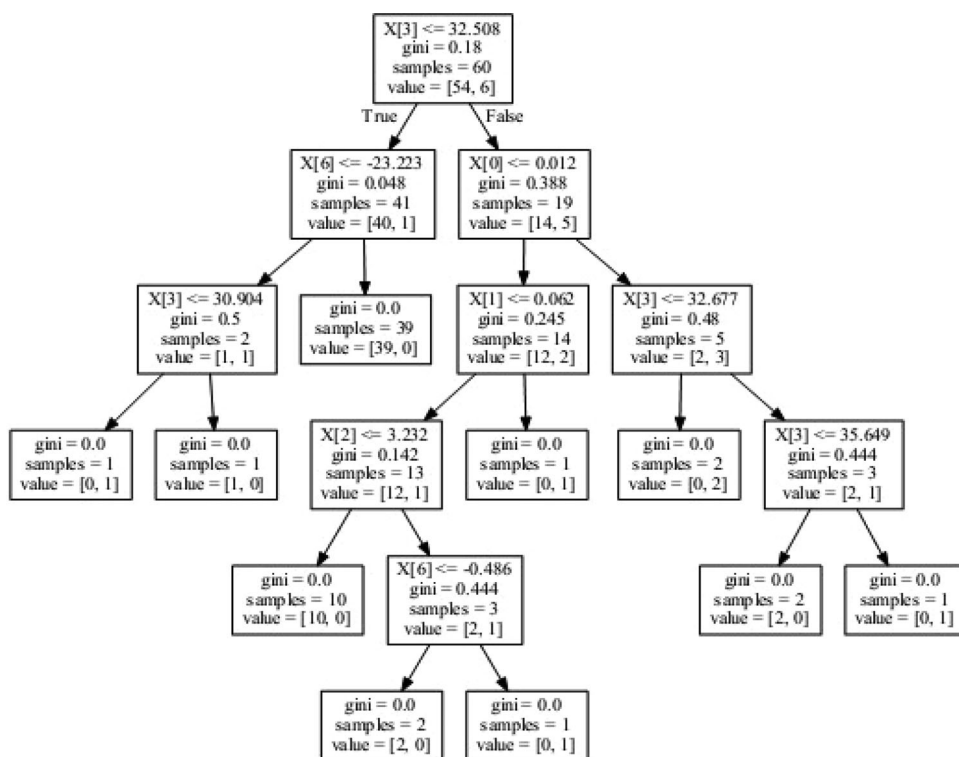 X[3] <= 32.508
gini = 0.18
samples = 60
value = [54, 6]
True
False
X[6] <= -23.223
gini = 0.048
samples = 41
value = [40, 1]
X[0] <= 0.012
gini = 0.388
samples = 19
value = [14, 5]
X[3] <= 30.904
gini = 0.5
samples = 2
value = [1, 1]
gini = 0.0
samples = 39
value = [39, 0]
X[1] <= 0.062
gini = 0.245
samples = 14
value = [12, 2]
X[3] <= 32.677
gini = 0.48
samples = 5
value = [2, 3]
gini = 0.0
samples = 1
value = [0, 1]
gini = 0.0
samples = 1
value = [1, 0]
X[2] <= 3.232
gini = 0.142
samples = 13
value = [12, 1]
gini = 0.0
samples = 1
value = [0, 1]
gini = 0.0
samples = 2
value = [0, 2]
X[3] <= 35.649
gini = 0.444
samples = 3
value = [2, 1]
gini = 0.0
samples = 10
value = [10, 0]
X[6] <= -0.486
gini = 0.444
samples = 3
value = [2, 1]
gini = 0.0
samples = 2
value = [2, 0]
gini = 0.0
samples = 1
value = [0, 1]
gini = 0.0
samples = 2
value = [2, 0]
gini = 0.0
samples = 1
value = [0, 1]